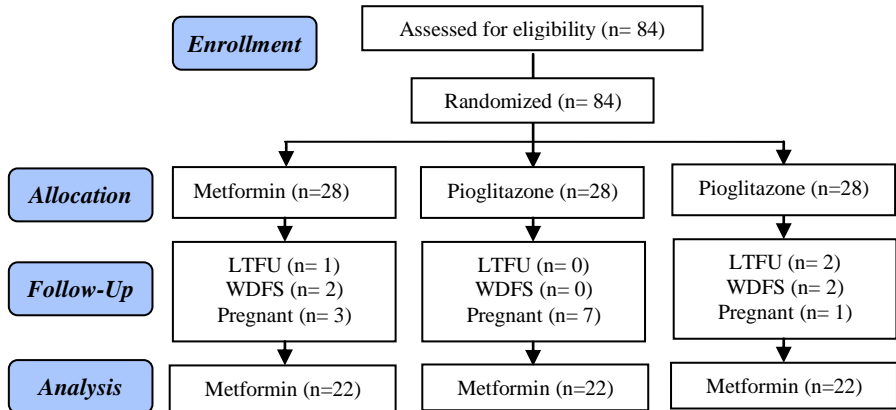 Enrollment
Assessed for eligibility (n= 84)
Randomized (n= 84)
Allocation
Metformin (n=28)
Pioglitazone (n=28)
Pioglitazone (n=28)
Follow-Up
LTFU (n= 1)
WDFS (n= 2)
Pregnant (n= 3)
LTFU (n= 0)
WDFS (n= 0)
Pregnant (n= 7)
LTFU (n= 2)
WDFS (n= 2)
Pregnant (n= 1)
Analysis
Metformin (n=22)
Metformin (n=22)
Metformin (n=22)